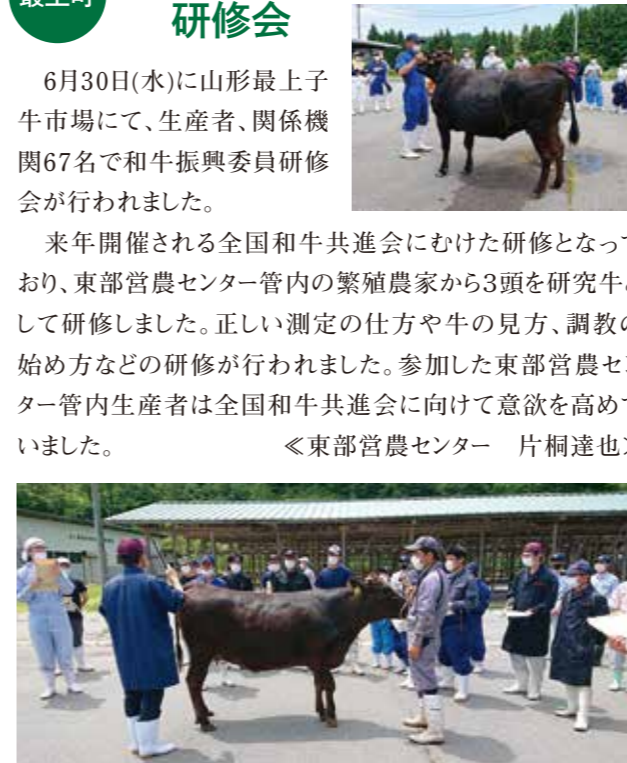 最上町
研修会
6月30日(水)に山形最上子
牛市場にて、生産者、関係機
関67名で和牛振興委員研修
会が行われました。
来年開催される全国和牛共進会にむけた研修となって
おり、東部営農センター管内の繁殖農家から3頭を研究牛と
して研修しました。正しい測定の仕方や牛の見方、調教の
始め方などの研修が行われました。参加した東部営農セン
ター管内生産者は全国和牛共進会に向けて意欲を高めて
いました。 ≪東部営農センター 片桐達也≫